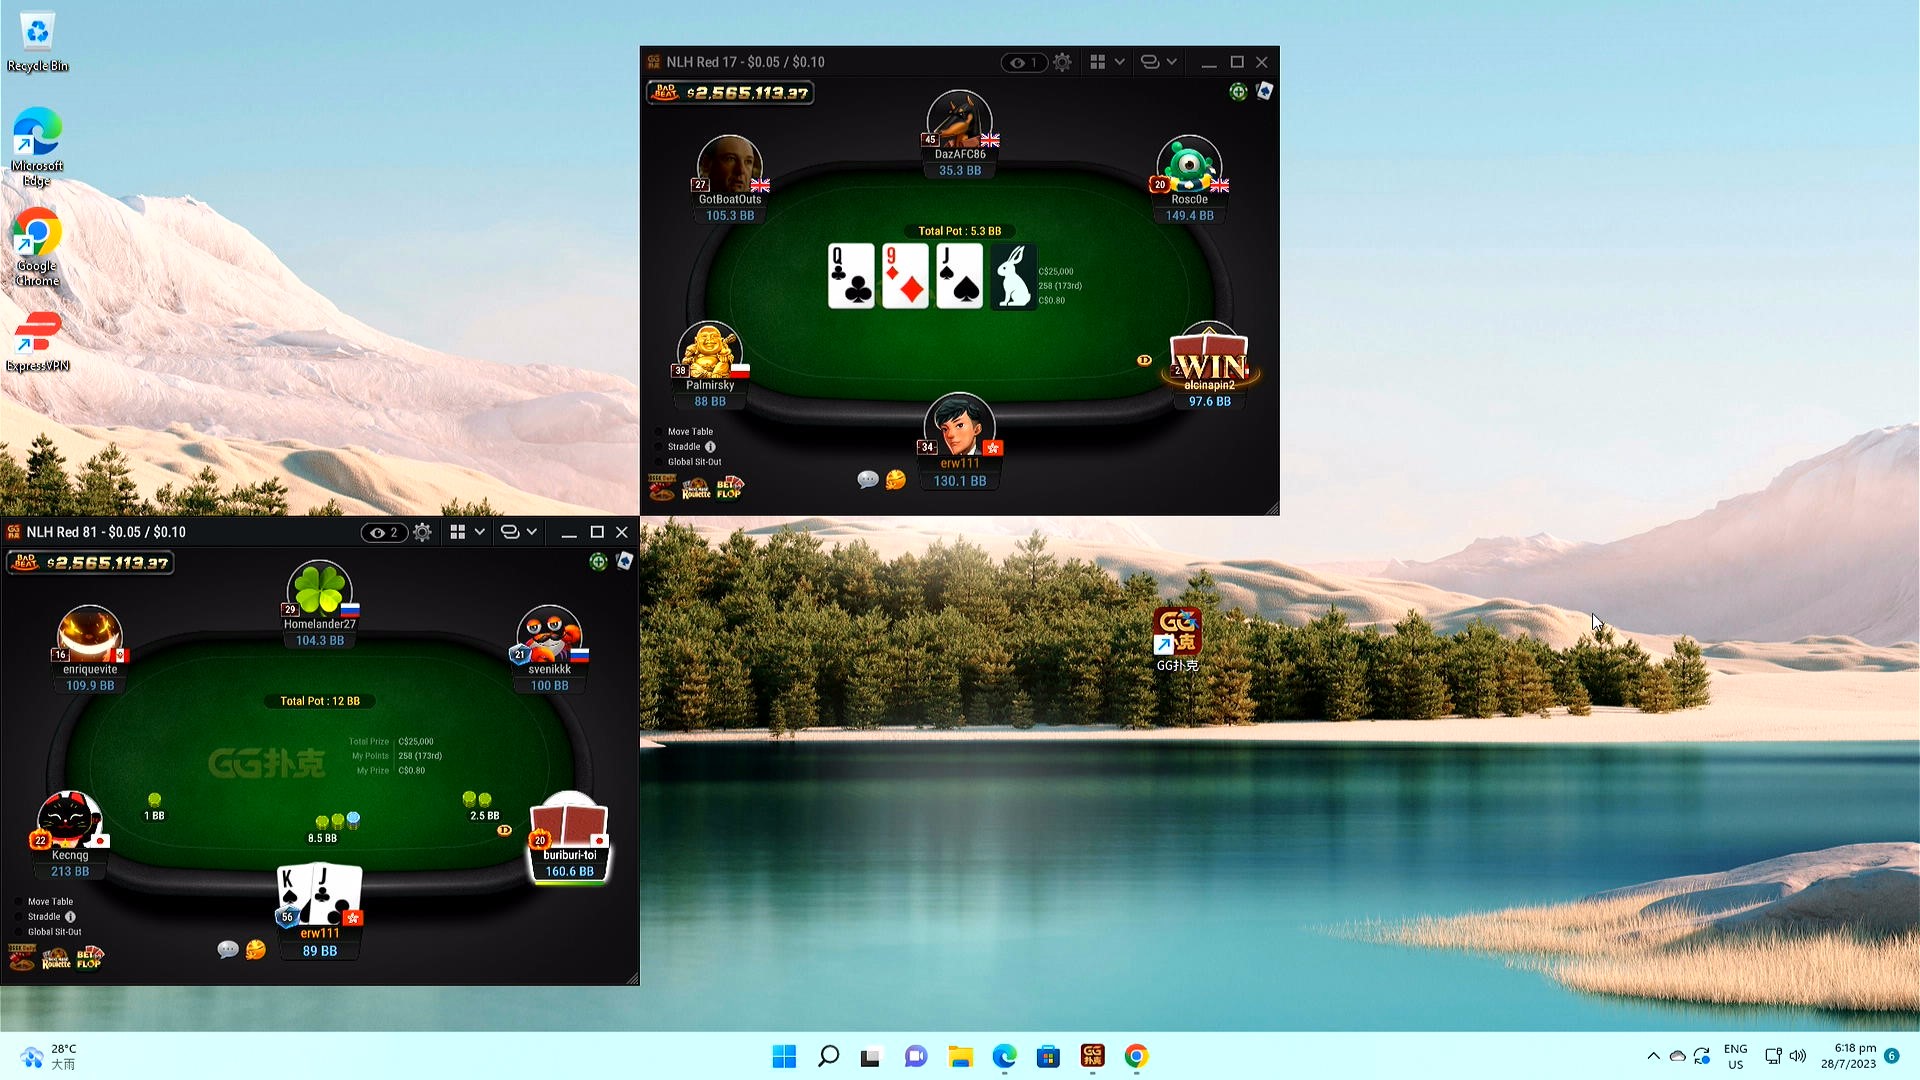 Recycle Bin
Microsoft
Edge
Google
Chrome
ExpressVPN
NLH Red 17 - $0.05 / $0.10
1
BAD BEAT $2,565,113.37
45
DazAFC86
35.3 BB
27
GotBoatOuts
105.3 BB
20
Rosc0e
149.4 BB
Total Pot : 5.3 BB
Q 9 J
C$25,000
258 (173rd)
C$0.80
38
Palmirsky
88 BB
D
WIN
alcinapin2
97.6 BB
34
erw111
130.1 BB
Move Table
Straddle
Global Sit-Out
Roulette
BET FLOP
NLH Red 81 - $0.05 / $0.10
2
BAD BEAT $2,565,113.37
29
Homelander27
104.3 BB
16
enriquevite
109.9 BB
21
svenikkk
100 BB
Total Pot : 12 BB
GG扑克
Total Prize C$25,000
My Points 258 (173rd)
My Prize C$0.80
1 BB
8.5 BB
2.5 BB
D
22
Kecnqg
213 BB
20
buriburi-toi
160.6 BB
K J
56
erw111
89 BB
Move Table
Straddle
Global Sit-Out
Roulette
BET FLOP
GG扑克
GG扑克
28°C
大雨
GG扑克
ENG
US
6:18 pm
28/7/2023
6